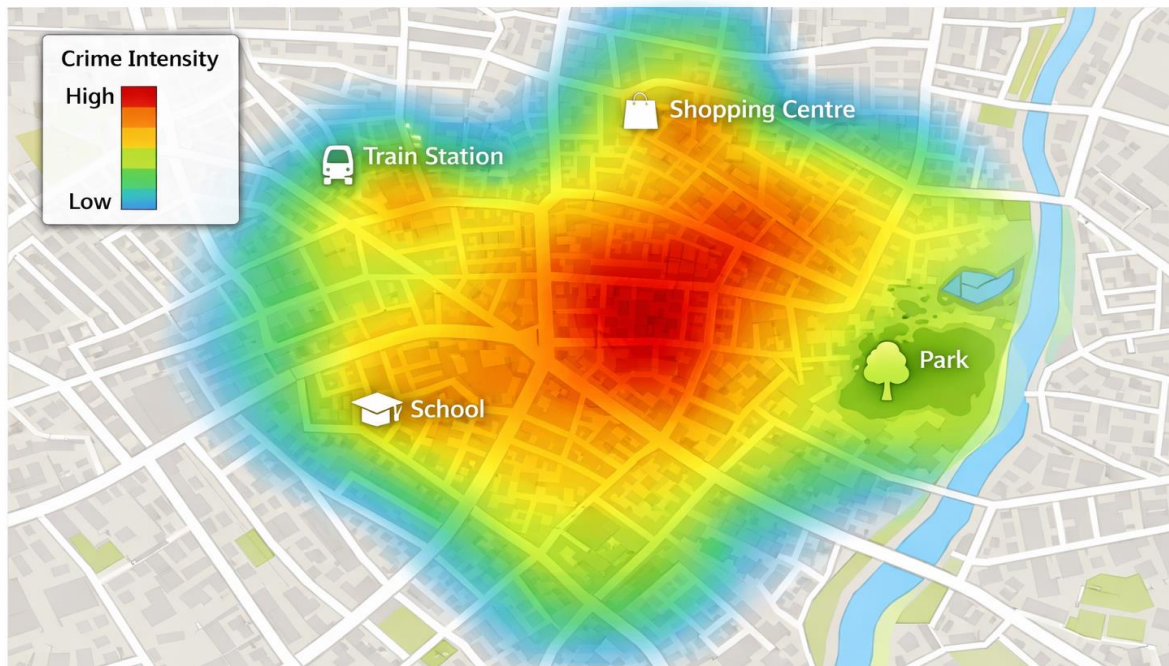 Crime Intensity
High
Low
Shopping Centre
Train Station
Park
School